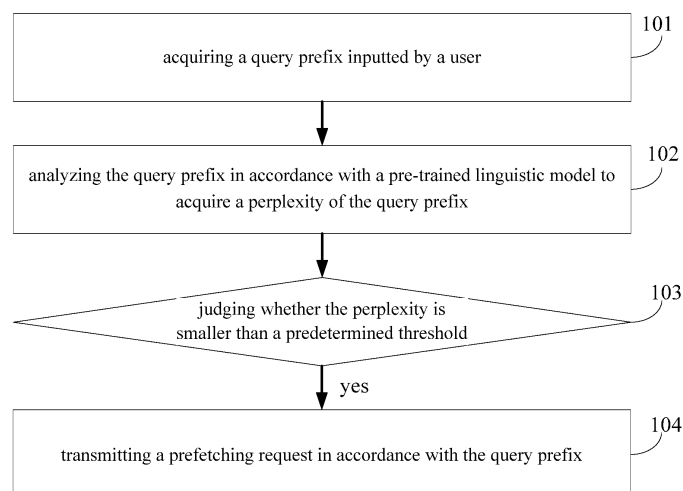 101
acquiring a query prefix inputted by a user
102
analyzing the query prefix in accordance with a pre-trained linguistic model to
acquire a perplexity of the query prefix
103
judging whether the perplexity is
smaller than a predetermined threshold
yes
104
transmitting a prefetching request in accordance with the query prefix